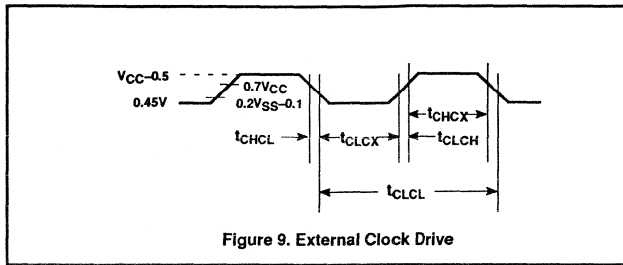 VCC–0.5
0.7VCC
0.45V
0.2VSS–0.1
tCHCX
tCHCL
tCLCX
tCLCH
tCLCL
Figure 9. External Clock Drive